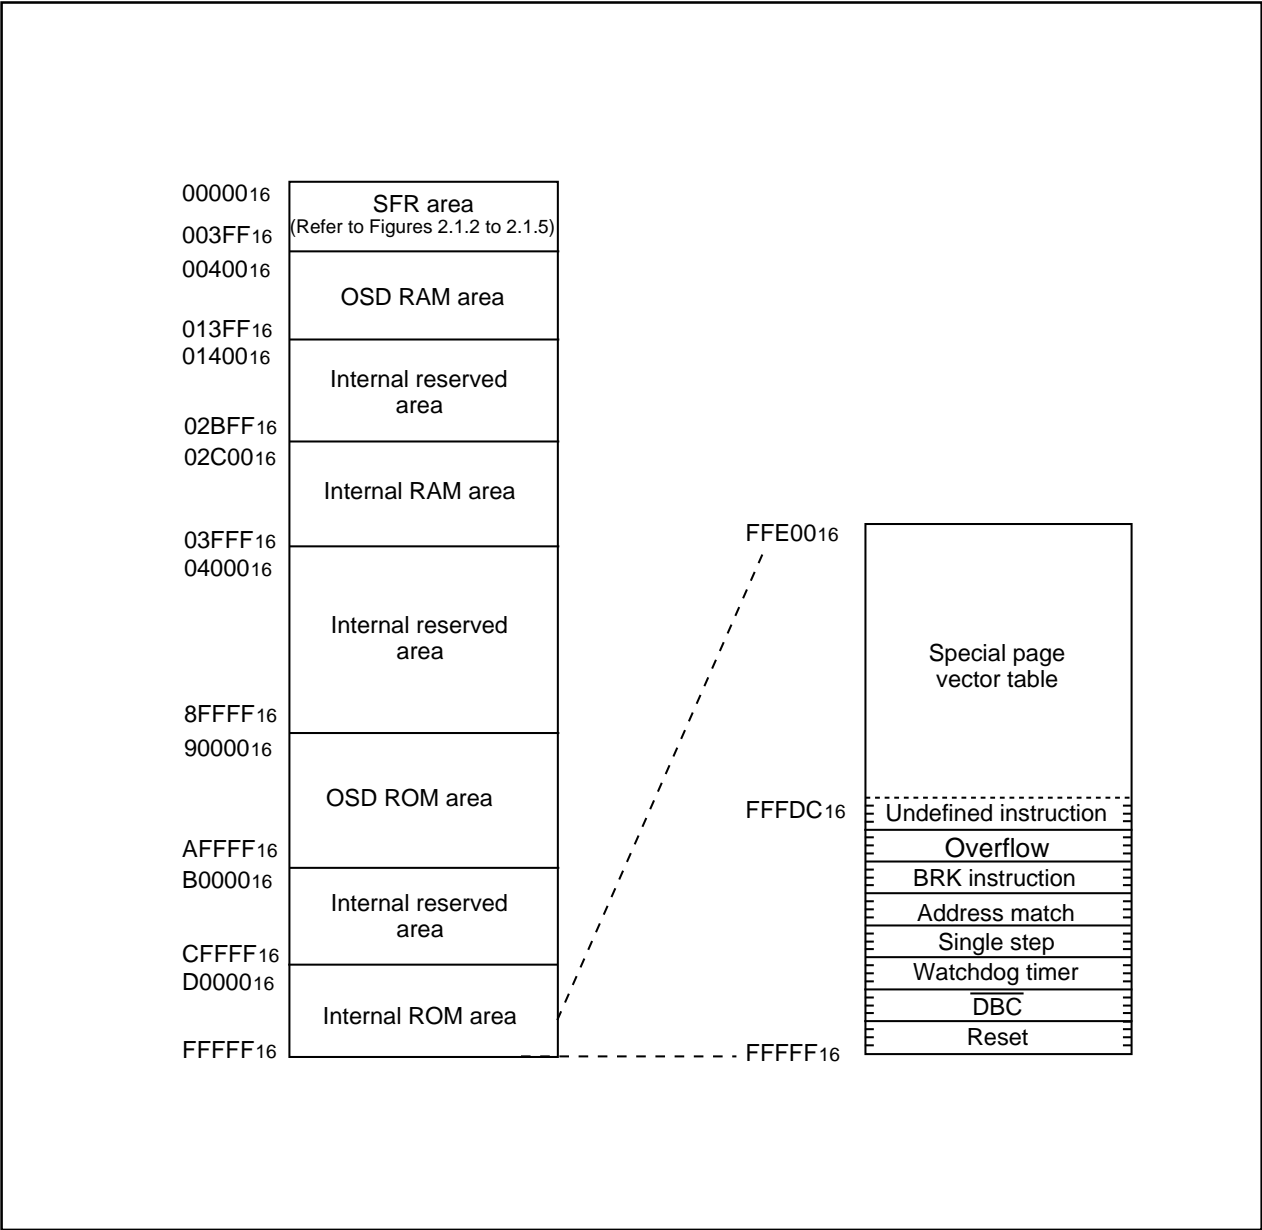 0000016
SFR area
(Refer to Figures 2.1.2 to 2.1.5)
003FF16
0040016
OSD RAM area
013FF16
0140016
Internal reserved
area
02BFF16
02C0016
Internal RAM area
03FFF16
0400016
Internal reserved
area
8FFFF16
9000016
OSD ROM area
AFFFF16
B000016
Internal reserved
area
CFFFF16
D000016
Internal ROM area
FFFFF16
FFE0016
Special page
vector table
FFFDC16
Undefined instruction
Overflow
BRK instruction
Address match
Single step
Watchdog timer
D̅B̅C̅
Reset
FFFFF16